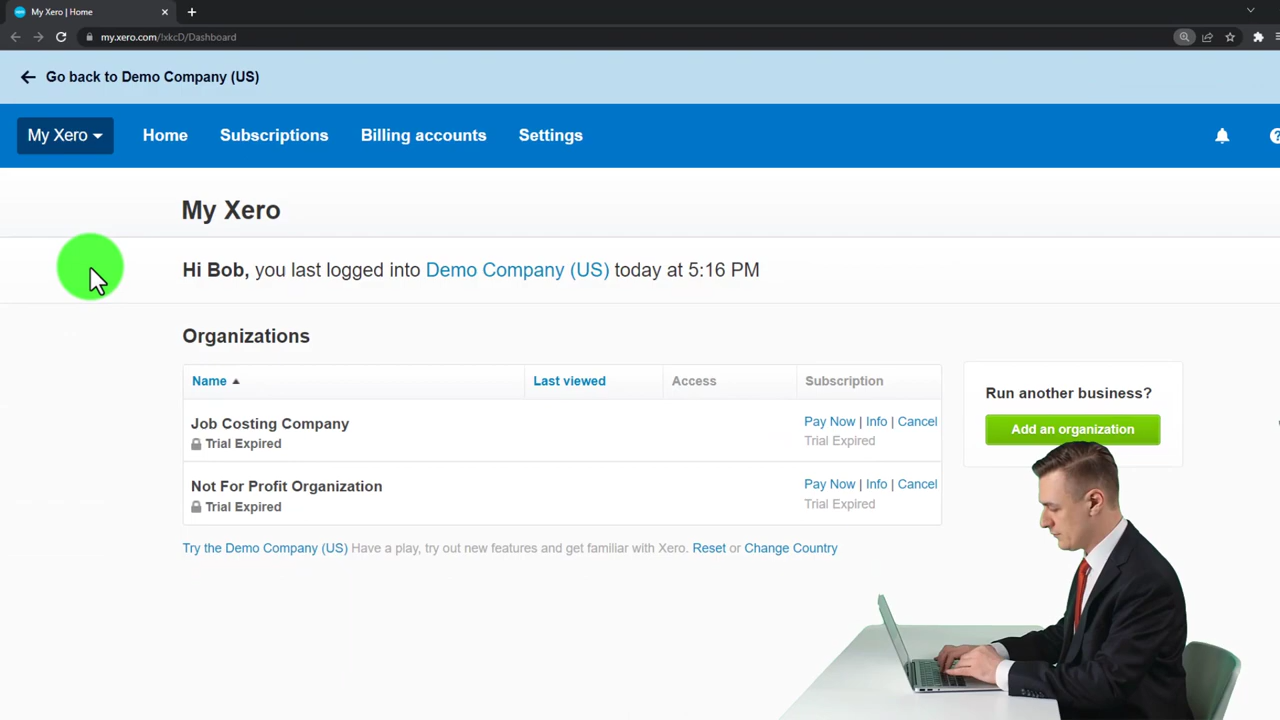 My Xero | Home
my.xero.com/!xkcD/Dashboard
Go back to Demo Company (US)
My Xero Home Subscriptions Billing accounts Settings
My Xero
Hi Bob, you last logged into Demo Company (US) today at 5:16 PM
Organizations
Name Last viewed Access Subscription
Job Costing Company Pay Now | Info | Cancel
Trial Expired Trial Expired
Not For Profit Organization Pay Now | Info | Cancel
Trial Expired Trial Expired
Try the Demo Company (US) Have a play, try out new features and get familiar with Xero. Reset or Change Country
Run another business?
Add an organization